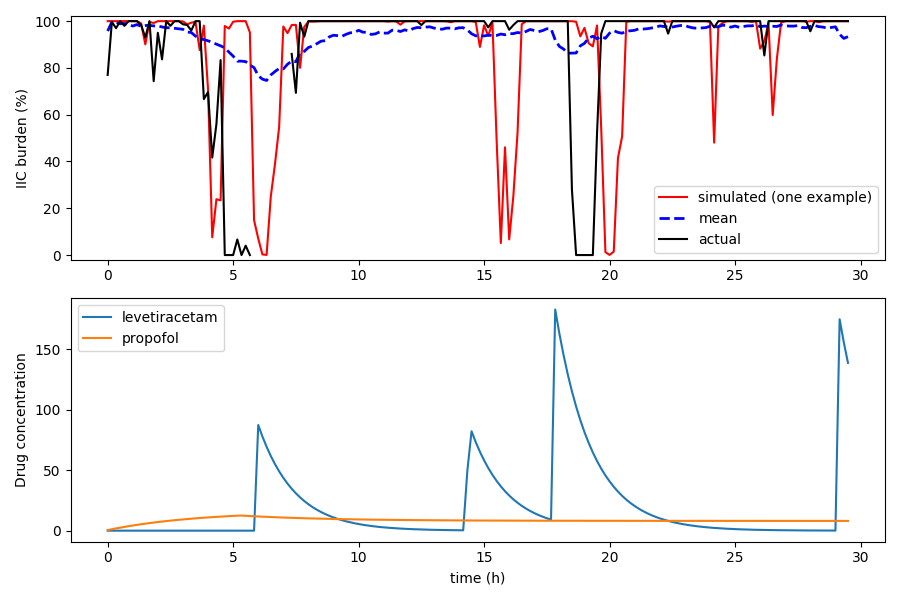 IIC burden (%)
100
80
60
40
20
0
simulated (one example)
mean
actual
0 5 10 15 20 25 30
Drug concentration
150
100
50
0
levetiracetam
propofol
0 5 10 15 20 25 30
time (h)